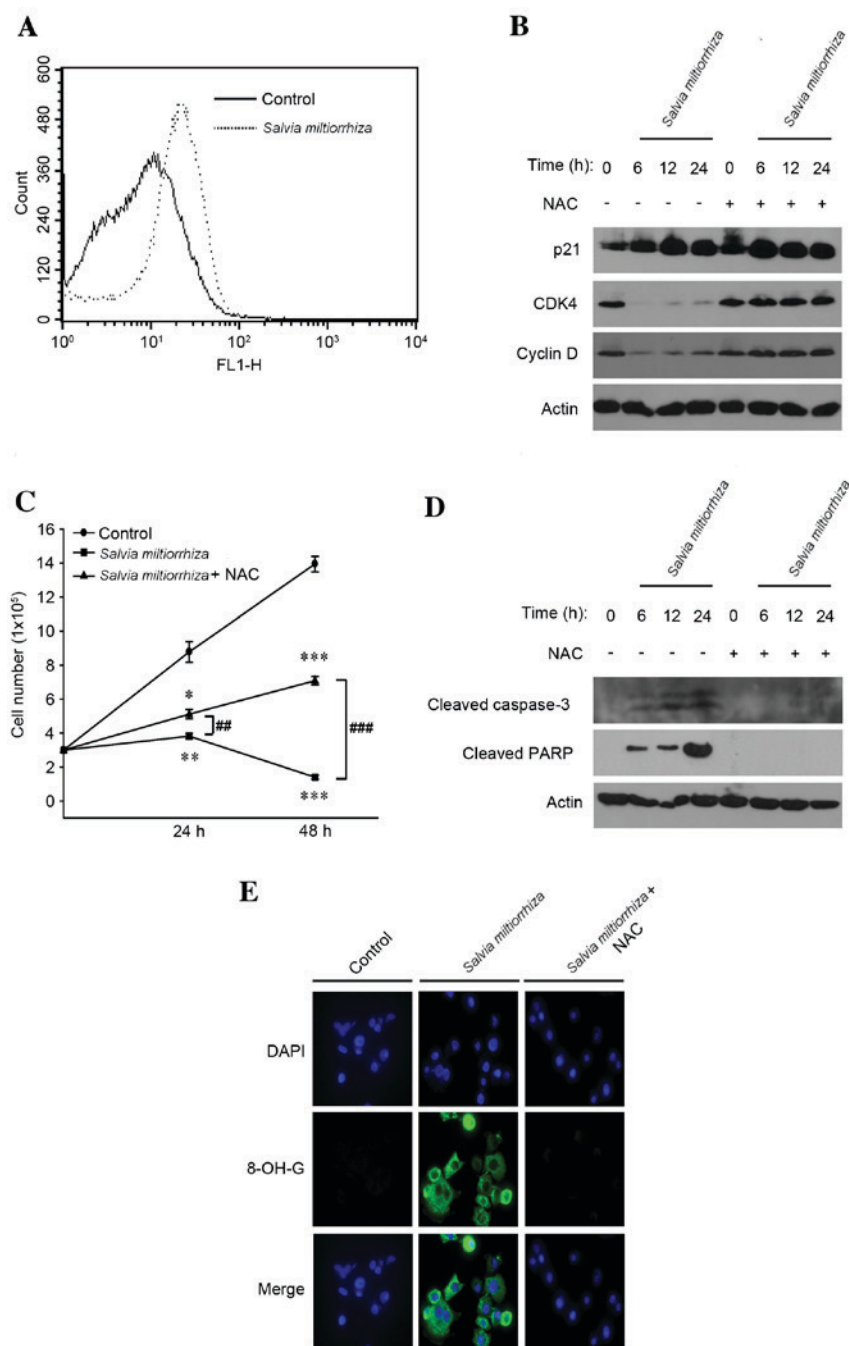 A
600
480
360
240
120
0
Count
Control
Salvia miltiorrhiza
10⁰ 10¹ 10² 10³ 10⁴
FL1-H
B
Salvia miltiorrhiza
Salvia miltiorrhiza
Time (h): 0 6 12 24 0 6 12 24
NAC - - - - + + + +
p21
CDK4
Cyclin D
Actin
C
16
14
12
10
8
6
4
2
0
Cell number (1x10⁵)
Control
Salvia miltiorrhiza
Salvia miltiorrhiza + NAC
***
*
##
###
**
***
24 h 48 h
D
Salvia miltiorrhiza
Salvia miltiorrhiza
Time (h): 0 6 12 24 0 6 12 24
NAC - - - - + + + +
Cleaved caspase-3
Cleaved PARP
Actin
E
Control
Salvia miltiorrhiza
Salvia miltiorrhiza +
NAC
DAPI
8-OH-G
Merge